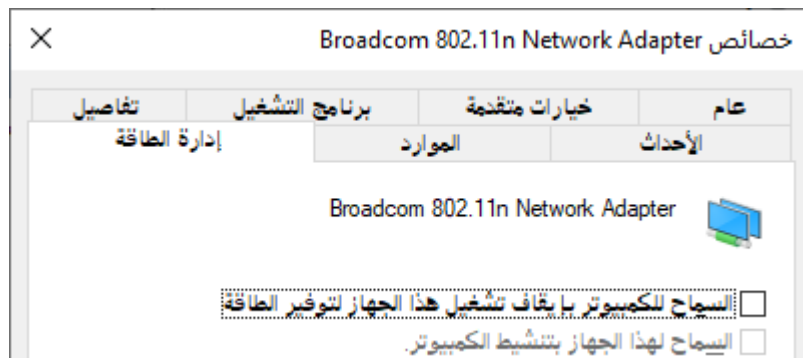 خصائص Broadcom 802.11n Network Adapter
عام خيارات متقدمة برنامج التشغيل تفاصيل
الأحداث الموارد إدارة الطاقة
Broadcom 802.11n Network Adapter
السماح للكمبيوتر بإيقاف تشغيل هذا الجهاز لتوفير الطاقة
السماح لهذا الجهاز بتنشيط الكمبيوتر.